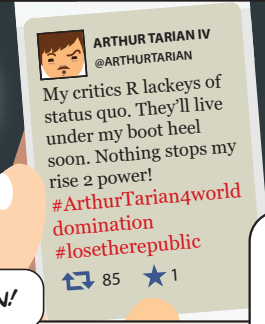 ARTHUR TARIAN IV
@ARTHURTARIAN
My critics R lackeys of
status quo. They'll live
under my boot heel
soon. Nothing stops my
rise 2 power!
#ArthurTarian4world
domination
#losetherepublic
85 1
N!